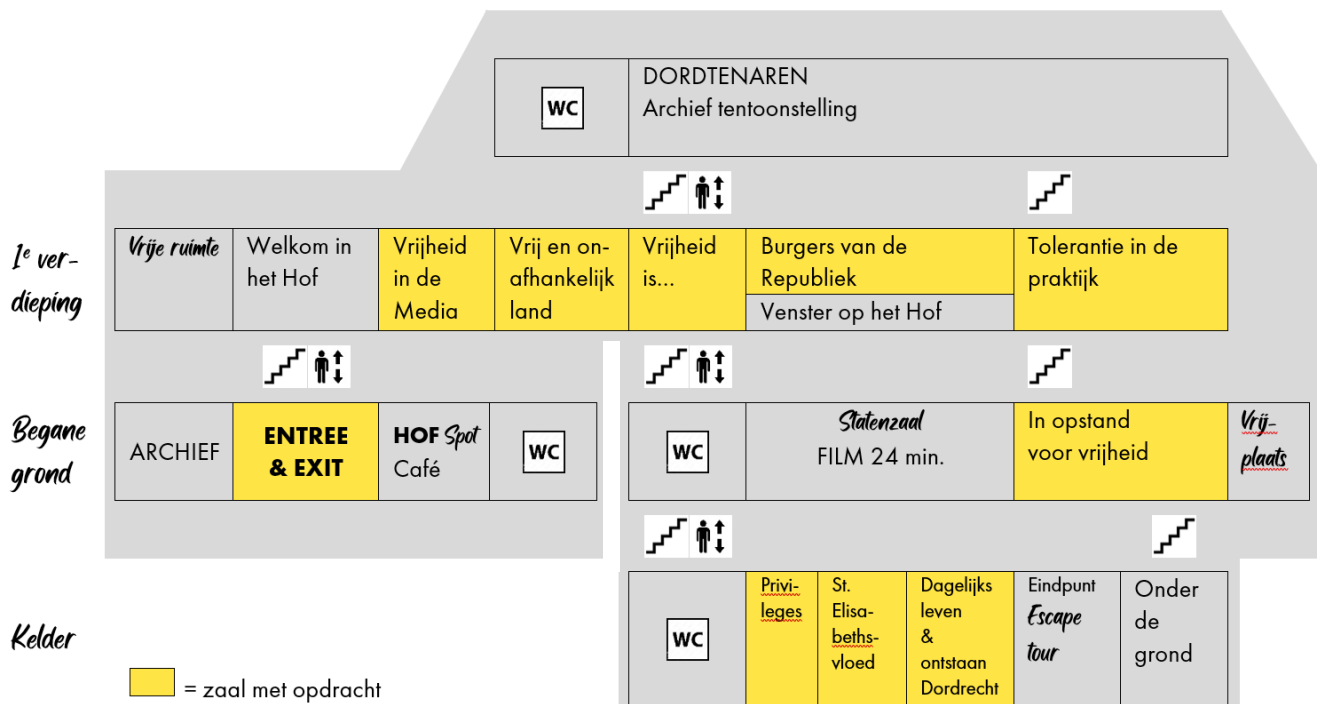 WC
DORDTENAREN
Archief tentoonstelling
1e ver-
dieping
Vrije ruimte
Welkom in
het Hof
Vrijheid
in de
Media
Vrij en on-
afhankelijk
land
Vrijheid
is...
Burgers van de
Republiek
Venster op het Hof
Tolerantie in de
praktijk
Begane
grond
ARCHIEF
ENTREE
& EXIT
HOF Spot
Café
WC
WC
Statenzaal
FILM 24 min.
In opstand
voor vrijheid
Vrij-
plaats
Kelder
WC
Privi-
leges
St.
Elisa-
beths-
vloed
Dagelijks
leven
&
ontstaan
Dordrecht
Eindpunt
Escape
tour
Onder
de
grond
= zaal met opdracht